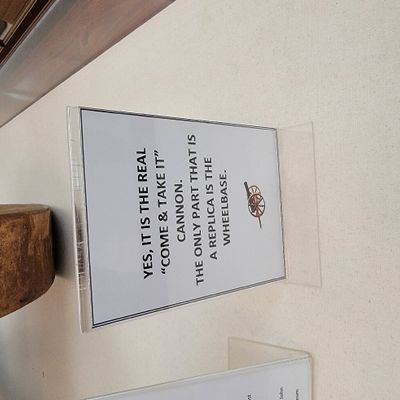 YES, IT IS THE REAL
"COME & TAKE IT"
CANNON.
THE ONLY PART THAT IS
A REPLICA IS THE
WHEELBASE.